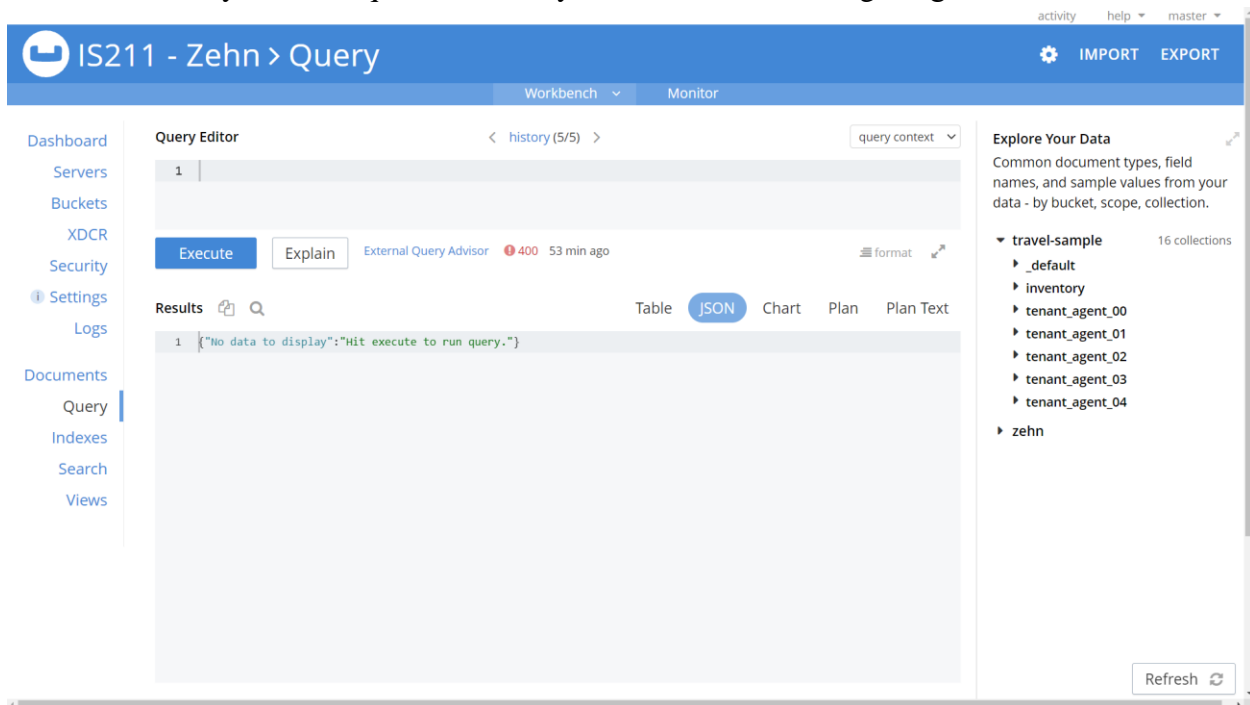 activity help master
IS211 - Zehn > Query
IMPORT EXPORT
Workbench Monitor
Dashboard
Servers
Buckets
XDCR
Security
Settings
Logs
Documents
Query
Indexes
Search
Views
Query Editor
< history (5/5) >
query context
1
Execute Explain External Query Advisor 400 53 min ago
format
Results
Table JSON Chart Plan Plan Text
1 {"No data to display":"Hit execute to run query."}
Explore Your Data
Common document types, field
names, and sample values from your
data - by bucket, scope, collection.
travel-sample 16 collections
_default
inventory
tenant_agent_00
tenant_agent_01
tenant_agent_02
tenant_agent_03
tenant_agent_04
zehn
Refresh